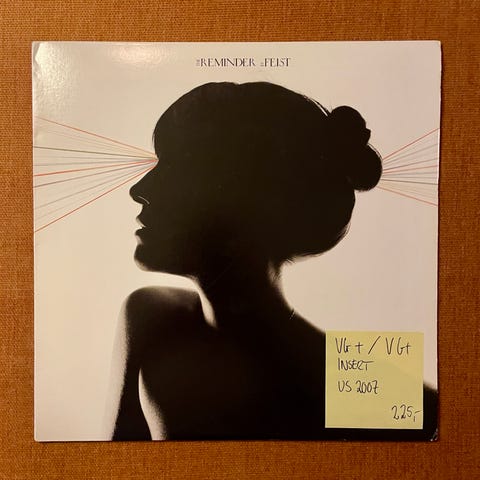 THE REMINDER BY FEIST
VG+ / VG+
INSERT
US 2007
225,-